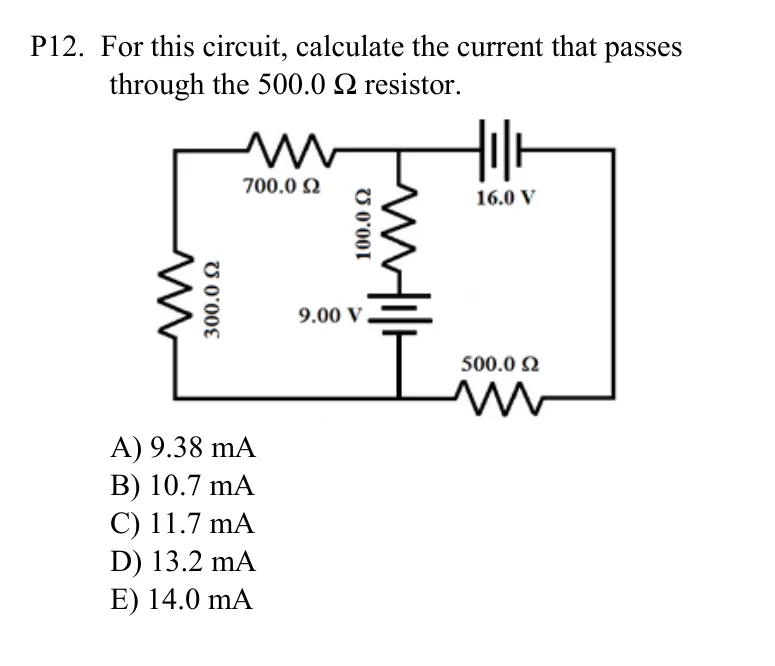 P12. For this circuit, calculate the current that passes
through the 500.0 Ω resistor.
700.0 Ω
16.0 V
100.0 Ω
300.0 Ω
9.00 V
500.0 Ω
A) 9.38 mA
B) 10.7 mA
C) 11.7 mA
D) 13.2 mA
E) 14.0 mA